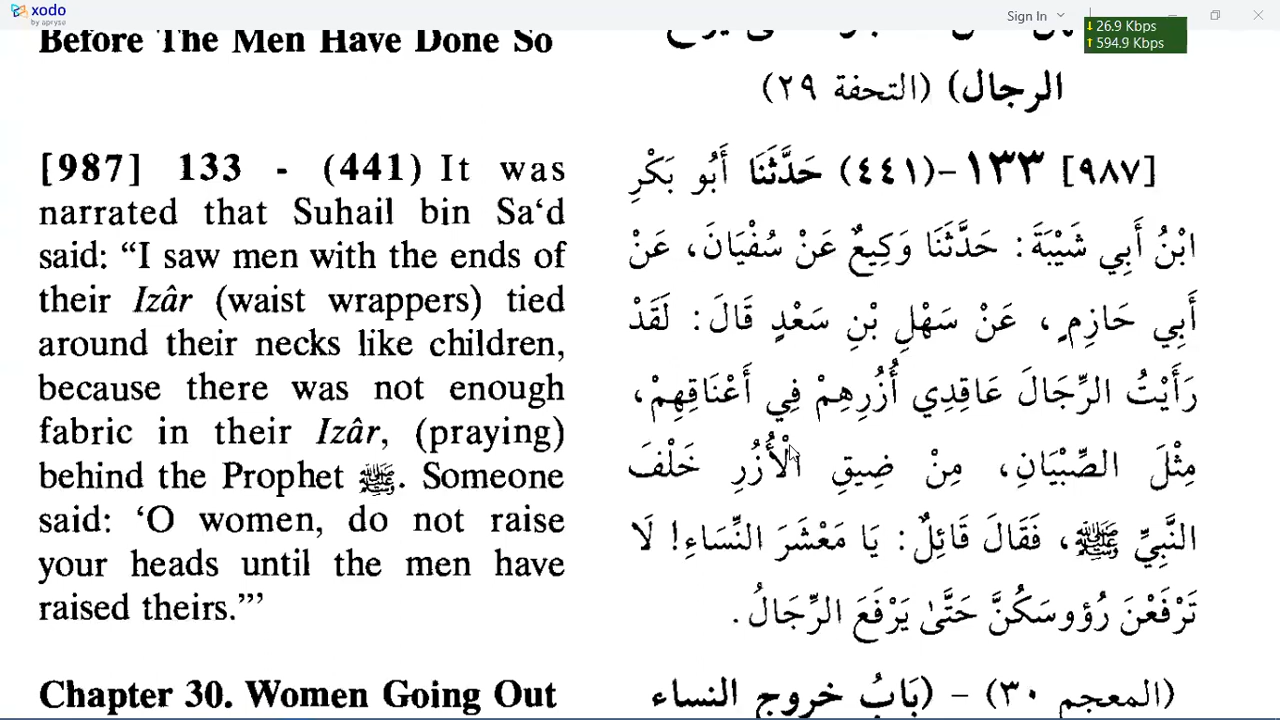 xodo
by apryse
Sign In
↓ 26.9 Kbps
↑ 594.9 Kbps
Before The Men Have Done So
الرجال) (التحفة ٢٩)
[987] 133 - (441) It was
narrated that Suhail bin Sa‘d
said: “I saw men with the ends of
their Izâr (waist wrappers) tied
around their necks like children,
because there was not enough
fabric in their Izâr, (praying)
behind the Prophet ﷺ. Someone
said: ‘O women, do not raise
your heads until the men have
raised theirs.”’
[٩٨٧] ١٣٣-(٤٤١) حَدَّثَنَا أَبُو بَكْرِ
ابْنُ أَبِي شَيْبَةَ: حَدَّثَنَا وَكِيعٌ عَنْ سُفْيَانَ، عَنْ
أَبِي حَازِمٍ، عَنْ سَهْلِ بْنِ سَعْدٍ قَالَ: لَقَدْ
رَأَيْتُ الرِّجَالَ عَاقِدِي أُزُرِهِمْ فِي أَعْنَاقِهِمْ،
مِثْلَ الصِّبْيَانِ، مِنْ ضِيقِ الْأُزُرِ خَلْفَ
النَّبِيِّ ﷺ، فَقَالَ قَائِلٌ: يَا مَعْشَرَ النِّسَاءِ! لَا
تَرْفَعْنَ رُؤوسَكُنَّ حَتَّىٰ يَرْفَعَ الرِّجَالُ.
Chapter 30. Women Going Out
(المعجم ٣٠) - (بَابُ خروج النساء